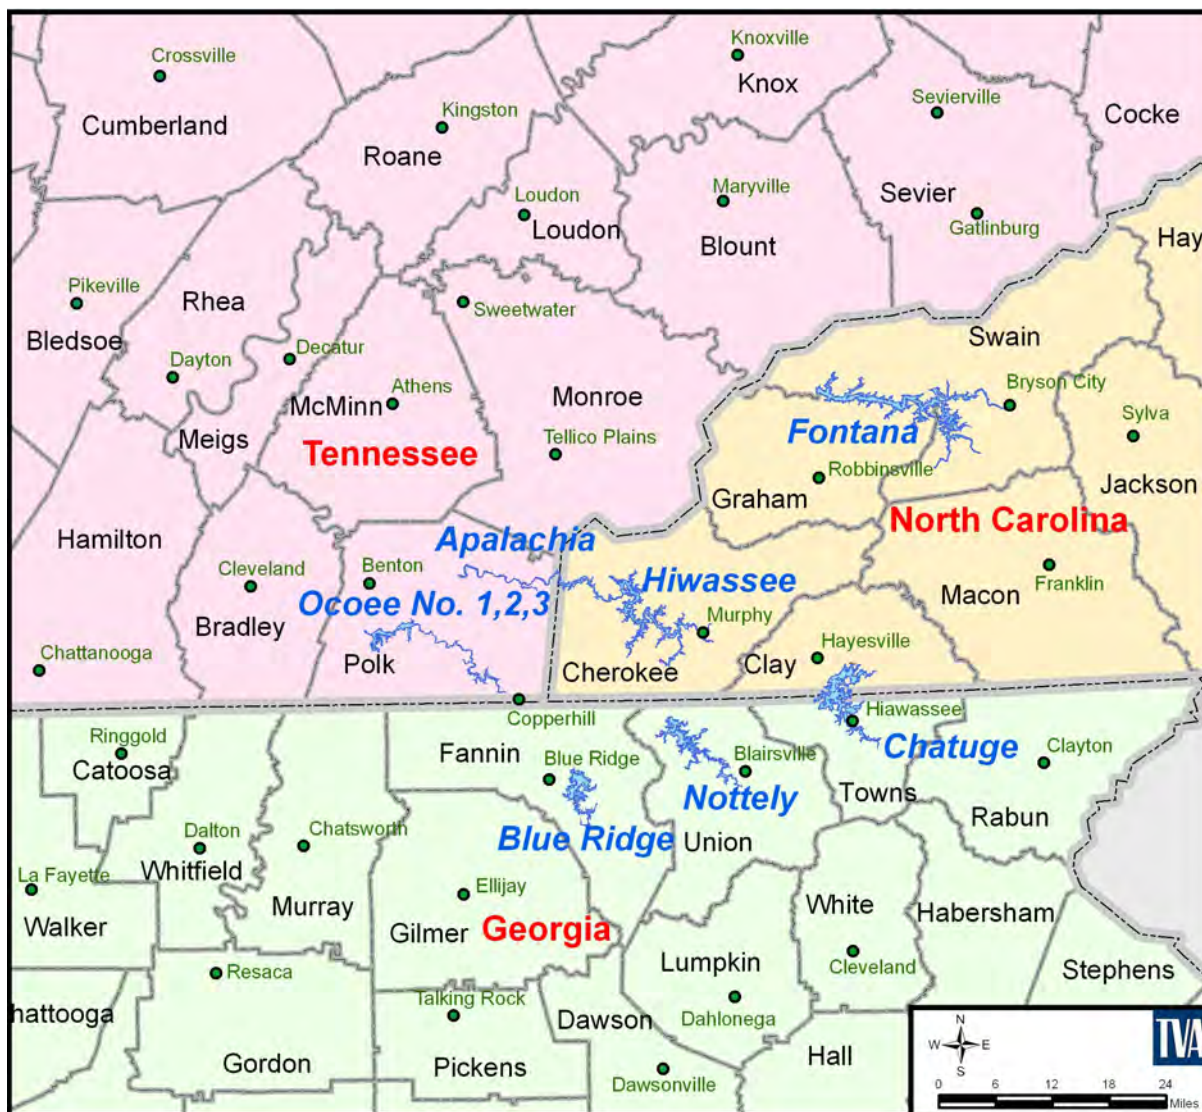 Knoxville
Crossville
Knox
Sevierville
Cocke
Kingston
Cumberland
Roane
Maryville
Sevier
Loudon
Loudon
Gatlinburg
Blount
Hay
Pikeville
Rhea
Sweetwater
Swain
Bledsoe
Decatur
Dayton
Athens
Bryson City
McMinn
Monroe
Sylva
Fontana
Meigs
Tellico Plains
Tennessee
Robbinsville
Graham
Jackson
North Carolina
Hamilton
Apalachia
Cleveland
Benton
Hiwassee
Franklin
Ocoee No. 1,2,3
Macon
Murphy
Bradley
Hayesville
Chattanooga
Polk
Cherokee
Clay
Copperhill
Hiawassee
Ringgold
Fannin
Chatuge
Catoosa
Blue Ridge
Blairsville
Clayton
Nottely
Towns
Dalton
Chatsworth
Blue Ridge
Union
Rabun
Whitfield
La Fayette
Ellijay
Murray
White
Habersham
Walker
Gilmer
Georgia
Lumpkin
Cleveland
Stephens
Resaca
Talking Rock
Dahlonega
hattooga
Dawson
Gordon
Pickens
Hall
Dawsonville
N
W E
S
TVA
0 6 12 18 24
Miles